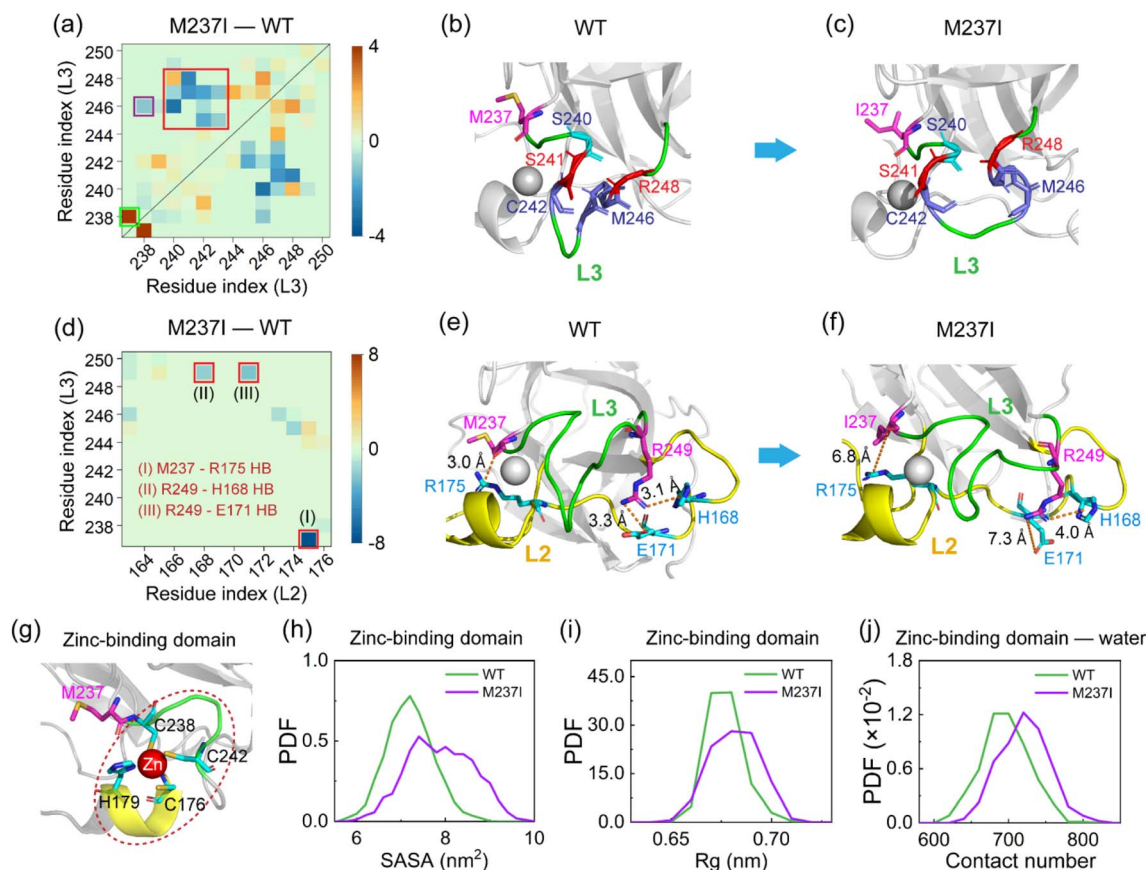 (a) M237I — WT
250
248
246
244
242
240
238
238 240 242 244 246 248 250
Residue index (L3)
Residue index (L3)
4
0
-4
(b) WT
M237
S240
S241
R248
C242
M246
L3
(c) M237I
I237
S240
S241
R248
M246
C242
L3
(d) M237I — WT
250
248
246
244
242
240
238
164 166 168 170 172 174 176
Residue index (L3)
Residue index (L2)
(II) (III)
(I) M237 - R175 HB
(II) R249 - H168 HB
(III) R249 - E171 HB
(I)
8
0
-8
(e) WT
M237
L3
R249
3.0 Å
R175
3.1 Å
3.3 Å
H168
L2
E171
(f) M237I
I237
L3
R249
6.8 Å
R175
H168
7.3 Å
4.0 Å
L2
E171
(g) Zinc-binding domain
M237
C238
C242
Zn
H179
C176
(h) Zinc-binding domain
WT
M237I
PDF
1.0
0.5
0.0
6 8 10
SASA (nm²)
(i) Zinc-binding domain
WT
M237I
PDF
45.0
30.0
15.0
0.0
0.65 0.70
Rg (nm)
(j) Zinc-binding domain — water
WT
M237I
PDF (×10⁻²)
1.8
1.2
0.6
0.0
600 700 800
Contact number